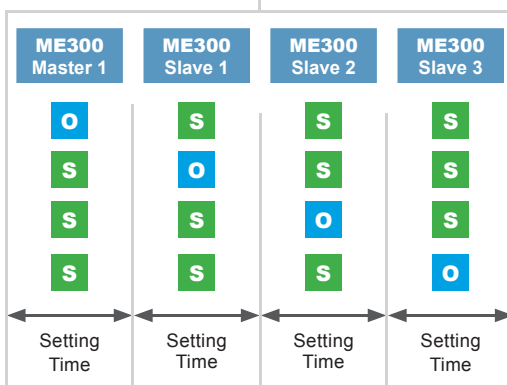 ME300 ME300 ME300 ME300
Master 1 Slave 1 Slave 2 Slave 3
O S S S
S O S S
S S O S
S S S O
Setting Setting Setting Setting
Time Time Time Time